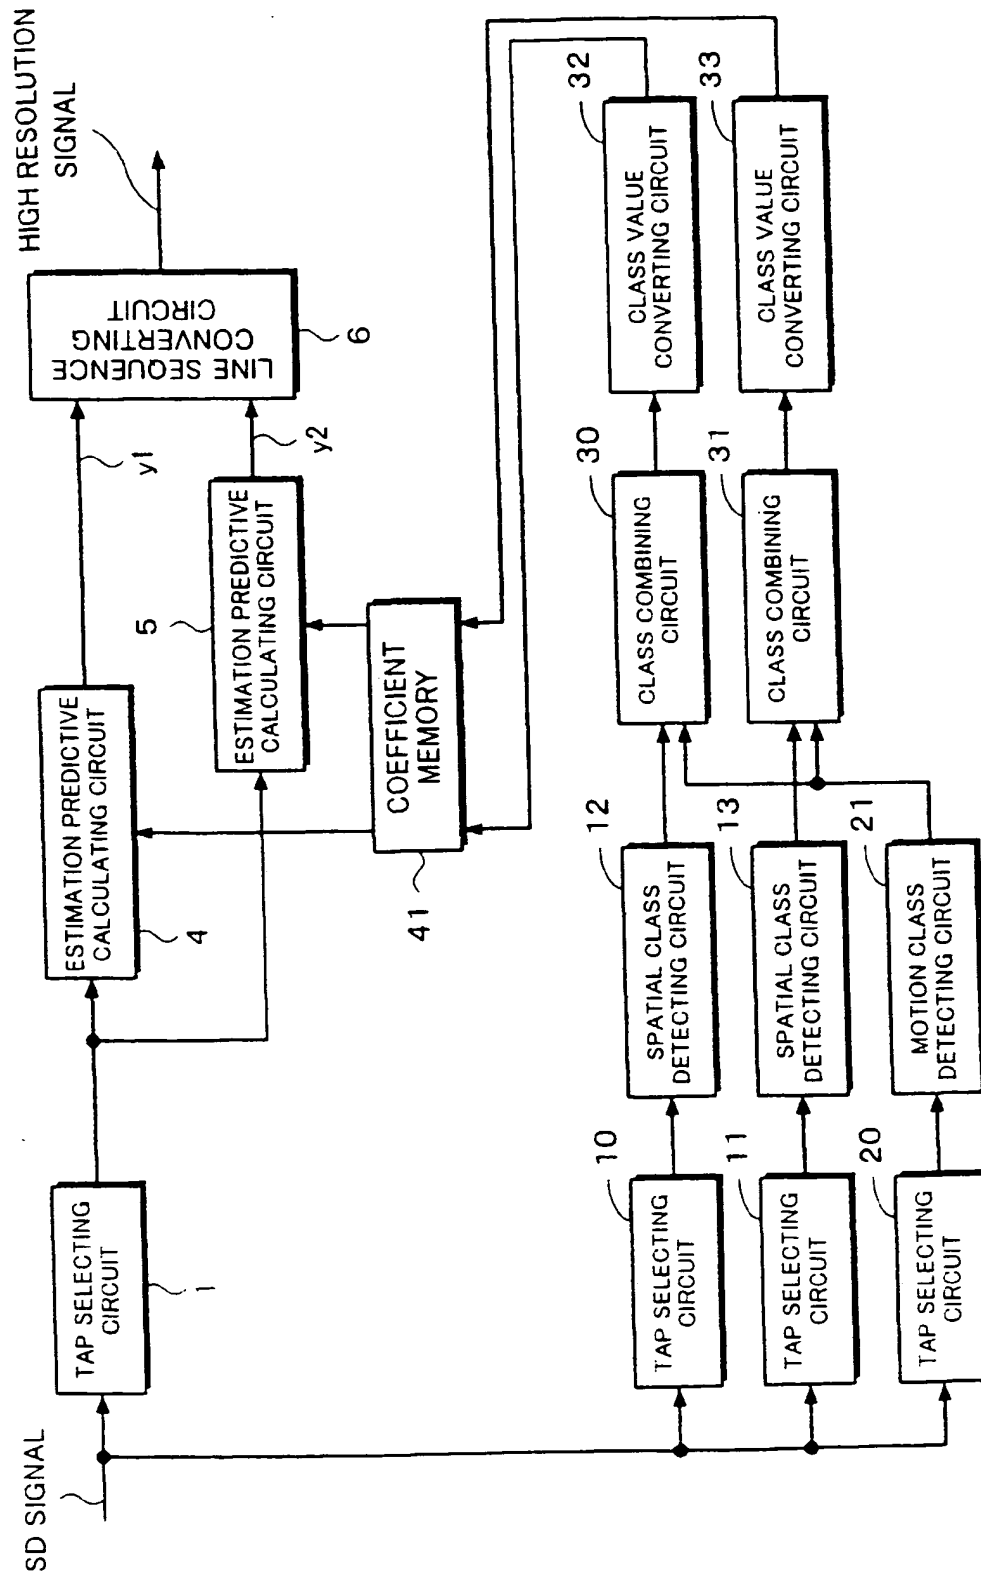 SD SIGNAL
TAP SELECTING
CIRCUIT
1
ESTIMATION PREDICTIVE
CALCULATING CIRCUIT
4
ESTIMATION PREDICTIVE
CALCULATING CIRCUIT
5
y1
y2
LINE SEQUENCE
CONVERTING
CIRCUIT
6
HIGH RESOLUTION
SIGNAL
COEFFICIENT
MEMORY
41
TAP SELECTING
CIRCUIT
10
SPATIAL CLASS
DETECTING CIRCUIT
12
CLASS COMBINING
CIRCUIT
30
CLASS VALUE
CONVERTING CIRCUIT
32
TAP SELECTING
CIRCUIT
11
SPATIAL CLASS
DETECTING CIRCUIT
13
CLASS COMBINING
CIRCUIT
31
CLASS VALUE
CONVERTING CIRCUIT
33
TAP SELECTING
CIRCUIT
20
MOTION CLASS
DETECTING CIRCUIT
21